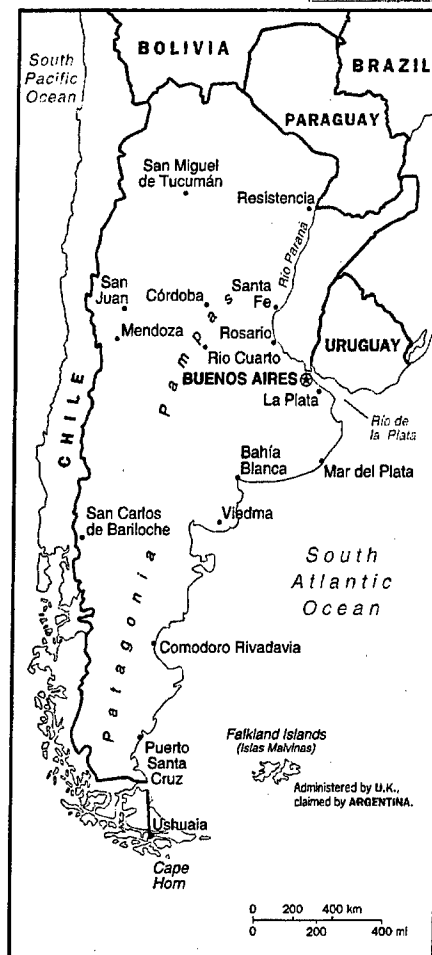 South
Pacific
Ocean
BOLIVIA
BRAZIL
PARAGUAY
San Miguel
de Tucumán
Resistencia
Río Paraná
San
Juan
Córdoba
Santa
Fe
Pampas
Mendoza
Rosario
Rio Cuarto
URUGUAY
BUENOS AIRES
La Plata
Río de
la Plata
CHILE
Bahía
Blanca
Mar del Plata
San Carlos
de Bariloche
Viedma
South
Atlantic
Ocean
Patagonia
Comodoro Rivadavia
Puerto
Santa
Cruz
Falkland Islands
(Islas Malvinas)
Administered by U.K.,
claimed by ARGENTINA.
Ushuaia
Cape
Horn
0 200 400 km
0 200 400 mi